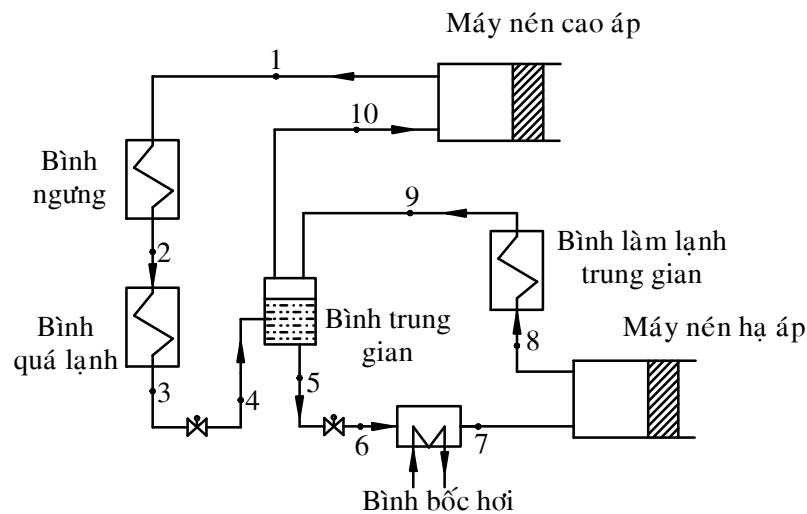 Máy nén cao áp
1
10
Bình
ngưng
9
2
Bình làm lạnh
trung gian
Bình
quá lạnh
Bình trung
gian
Máy nén hạ áp
8
3
4
5
6
7
Bình bốc hơi